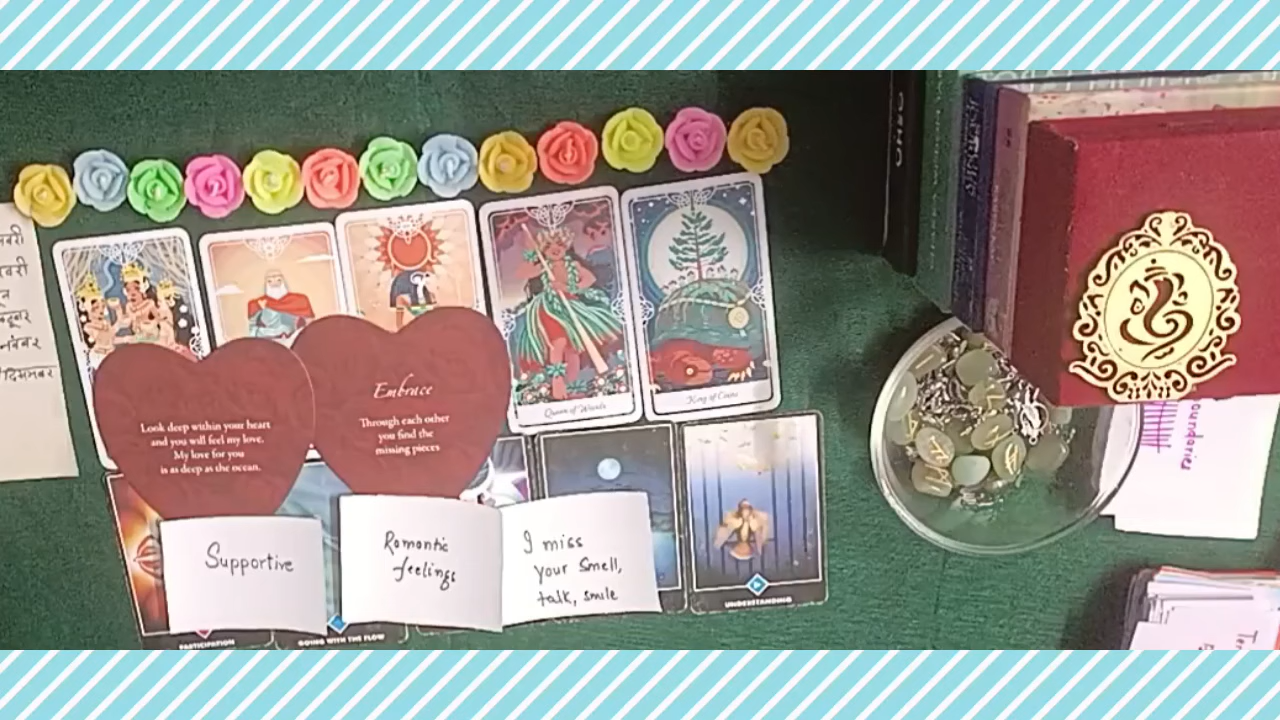 दिसम्बर
OSHO
Queen of Wands
King of Coins
Look deep within your heart
and you will feel my love.
My love for you
is as deep as the ocean.
Embrace
Through each other
you find the
missing pieces
Supportive
Romantic
feelings
I miss
your smell,
talk, smile
PARTICIPATION
GOING WITH THE FLOW
UNDERSTANDING
oundaries